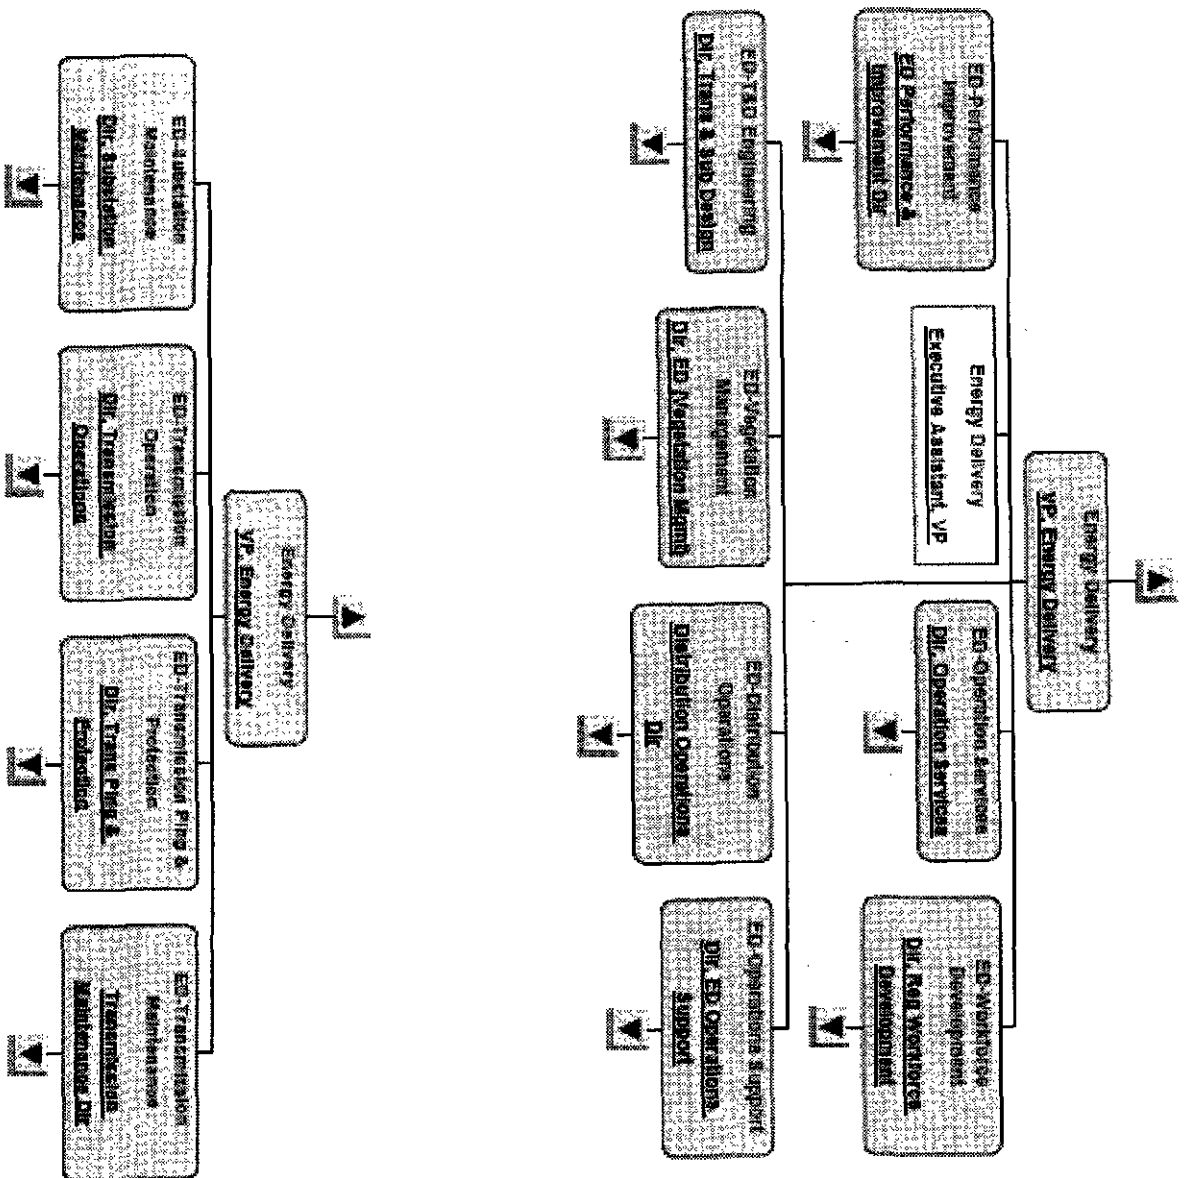 Energy Delivery
VP, Energy Delivery
ED-Performance
Improvement
ED Performance &
Improvement Dir
Energy Delivery
Executive Assistant, VP
ED-Operation Services
Dir, Operation Services
ED-Workforce
Development
Dir, Reg Workforce
Development
ED-T&D Engineering
Dir, Trans & Sub Design
ED-Vegetation
Management
Dir, ED (Vegetation Mgmt)
ED-Distribution
Operations
Distribution Operations
Dir
ED-Operations Support
Dir, ED Operations
Support
Energy Delivery
VP, Energy Delivery
ED-Substation
Maintenance
Dir, Substation
Maintenance
ED-Transmission
Operation
Dir, Transmission
Operations
ED-Transmission Plng &
Protection
Dir, Trans Plng &
Protection
ED-Transmission
Maintenance
Transmission
Maintenance Dir